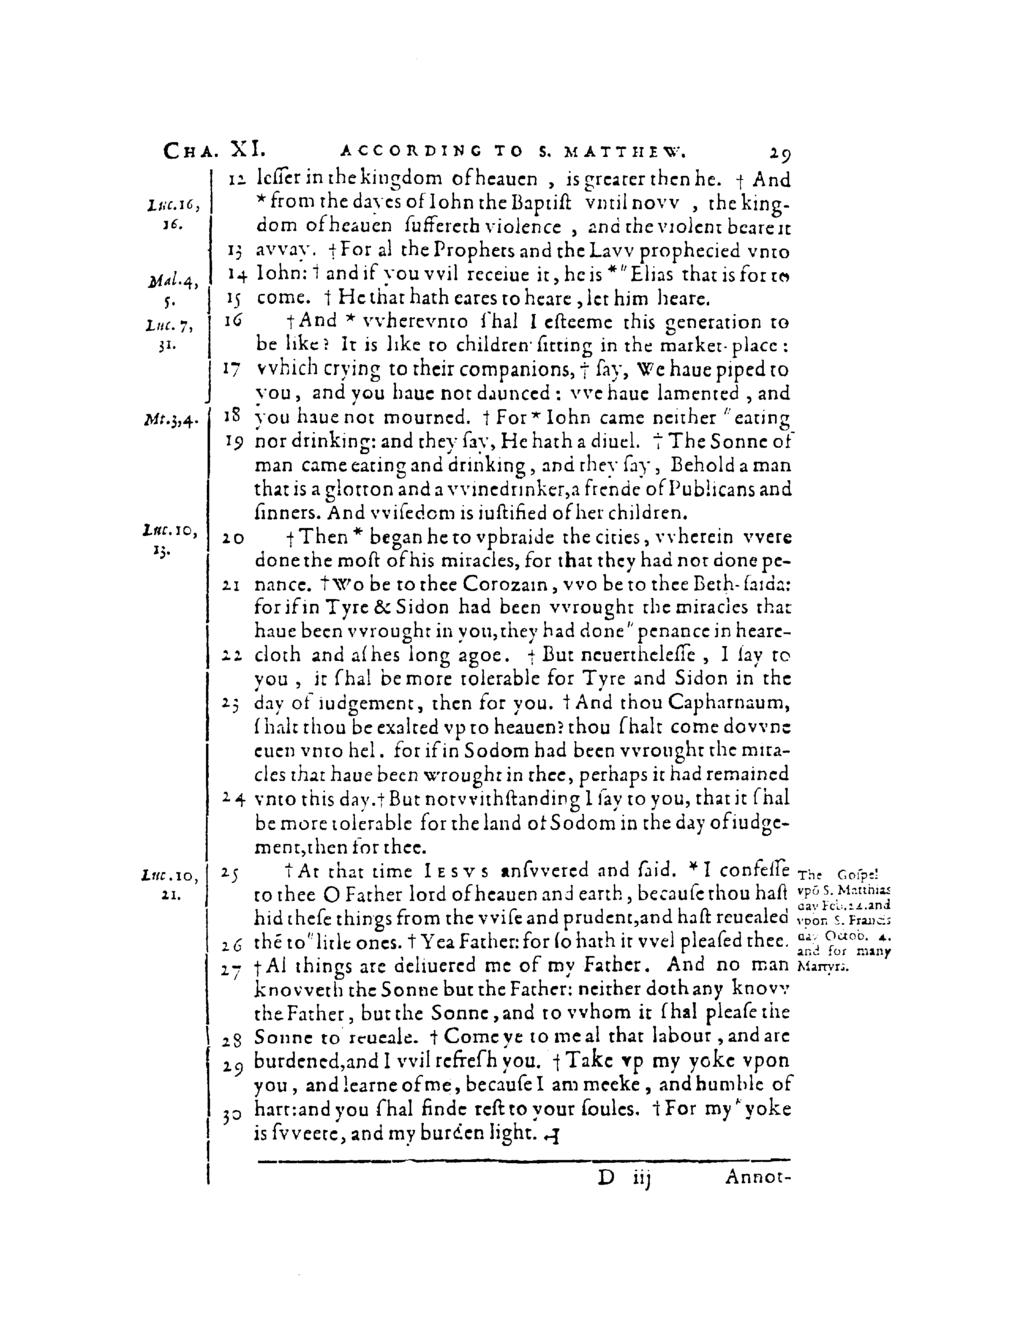 CHA. XI. ACCORDING TO S. MATTHEW. 29
12 leſſer in the kingdom of heauen , is greater then he. † And
Luc. 16, * from the dayes of Iohn the Baptiſt vntil novv , the king-
16. dom of heauen ſuffereth violence , and the violent beare it
13 avvay. † For al the Prophets and the Lavv prophecied vnto
Mal. 4, 14 Iohn: † and if you vvil receiue it, he is *"Elias that is for to
5. 15 come. † He that hath eares to heare , let him heare.
Luc. 7, 16 † And * vvherevnto ſhal I eſteeme this generation to
31. be like? It is like to children ſitting in the market-place :
17 vvhich crying to their companions, † ſay, We haue piped to
you , and you haue not daunced : vve haue lamented , and
Mt. 3,4. 18 you haue not mourned. † For * Iohn came neither "eating
19 nor drinking: and they ſay, He hath a diuel. † The Sonne of
man came eating and drinking , and they ſay , Behold a man
that is a glotton and a vvinedrinker, a frende of Publicans and
ſinners. And vviſedom is iuſtified of her children.
Luc. 10, 20 † Then * began he to vpbraide the cities , vvherein vvere
13. done the moſt of his miracles, for that they had not done pe-
21 nance. † Wo be to thee Corozain , vvo be to thee Beth-ſaida:
for if in Tyre & Sidon had been vvrought the miracles that
haue been vvrought in you, they had done "penance in heare-
22 cloth and aſhes long agoe. † But neuertheleſſe , I ſay to
you , it ſhal be more tolerable for Tyre and Sidon in the
23 day of iudgement, then for you. † And thou Capharnaum,
ſhalt thou be exalted vp to heauen? thou ſhalt come dovvne
euen vnto hel. for if in Sodom had been vvrought the mira-
cles that haue been wrought in thee, perhaps it had remained
24 vnto this day. † But notvvithſtanding I ſay to you, that it ſhal
be more tolerable for the land of Sodom in the day of iudge-
ment, then for thee.
Luc. 10, 25 † At that time IESVS anſvvered and ſaid. * I confeſſe The Goſpel
21. to thee O Father lord of heauen and earth , becauſe thou haſt vpō S. Matthias
hid theſe things from the vviſe and prudent, and haſt reuealed day Feb. 24. and vpon S. Francis
26 thē to "litle ones. † Yea Father: for ſo hath it vvel pleaſed thee. day Octob. 4.
27 † Al things are deliuered me of my Father. And no man and for many Martyrs.
knovveth the Sonne but the Father: neither doth any knovv
the Father , but the Sonne , and to vvhom it ſhal pleaſe the
28 Sonne to reueale. † Come ye to me al that labour , and are
29 burdened, and I vvil refreſh you. † Take vp my yoke vpon
you , and learne of me , becauſe I am meeke , and humble of
30 hart: and you ſhal finde reſt to your ſoules. † For my * yoke
is ſvveete, and my burden light. ⊣
D iij Annot-